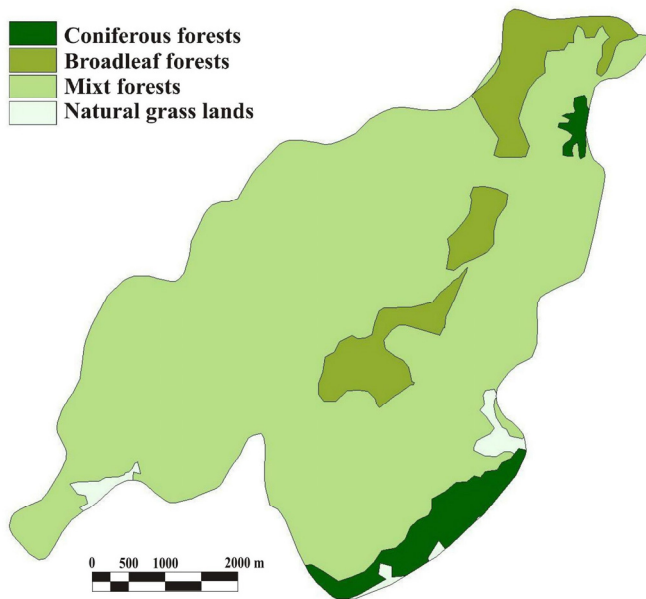 Coniferous forests
Broadleaf forests
Mixt forests
Natural grass lands
0 500 1000 2000 m